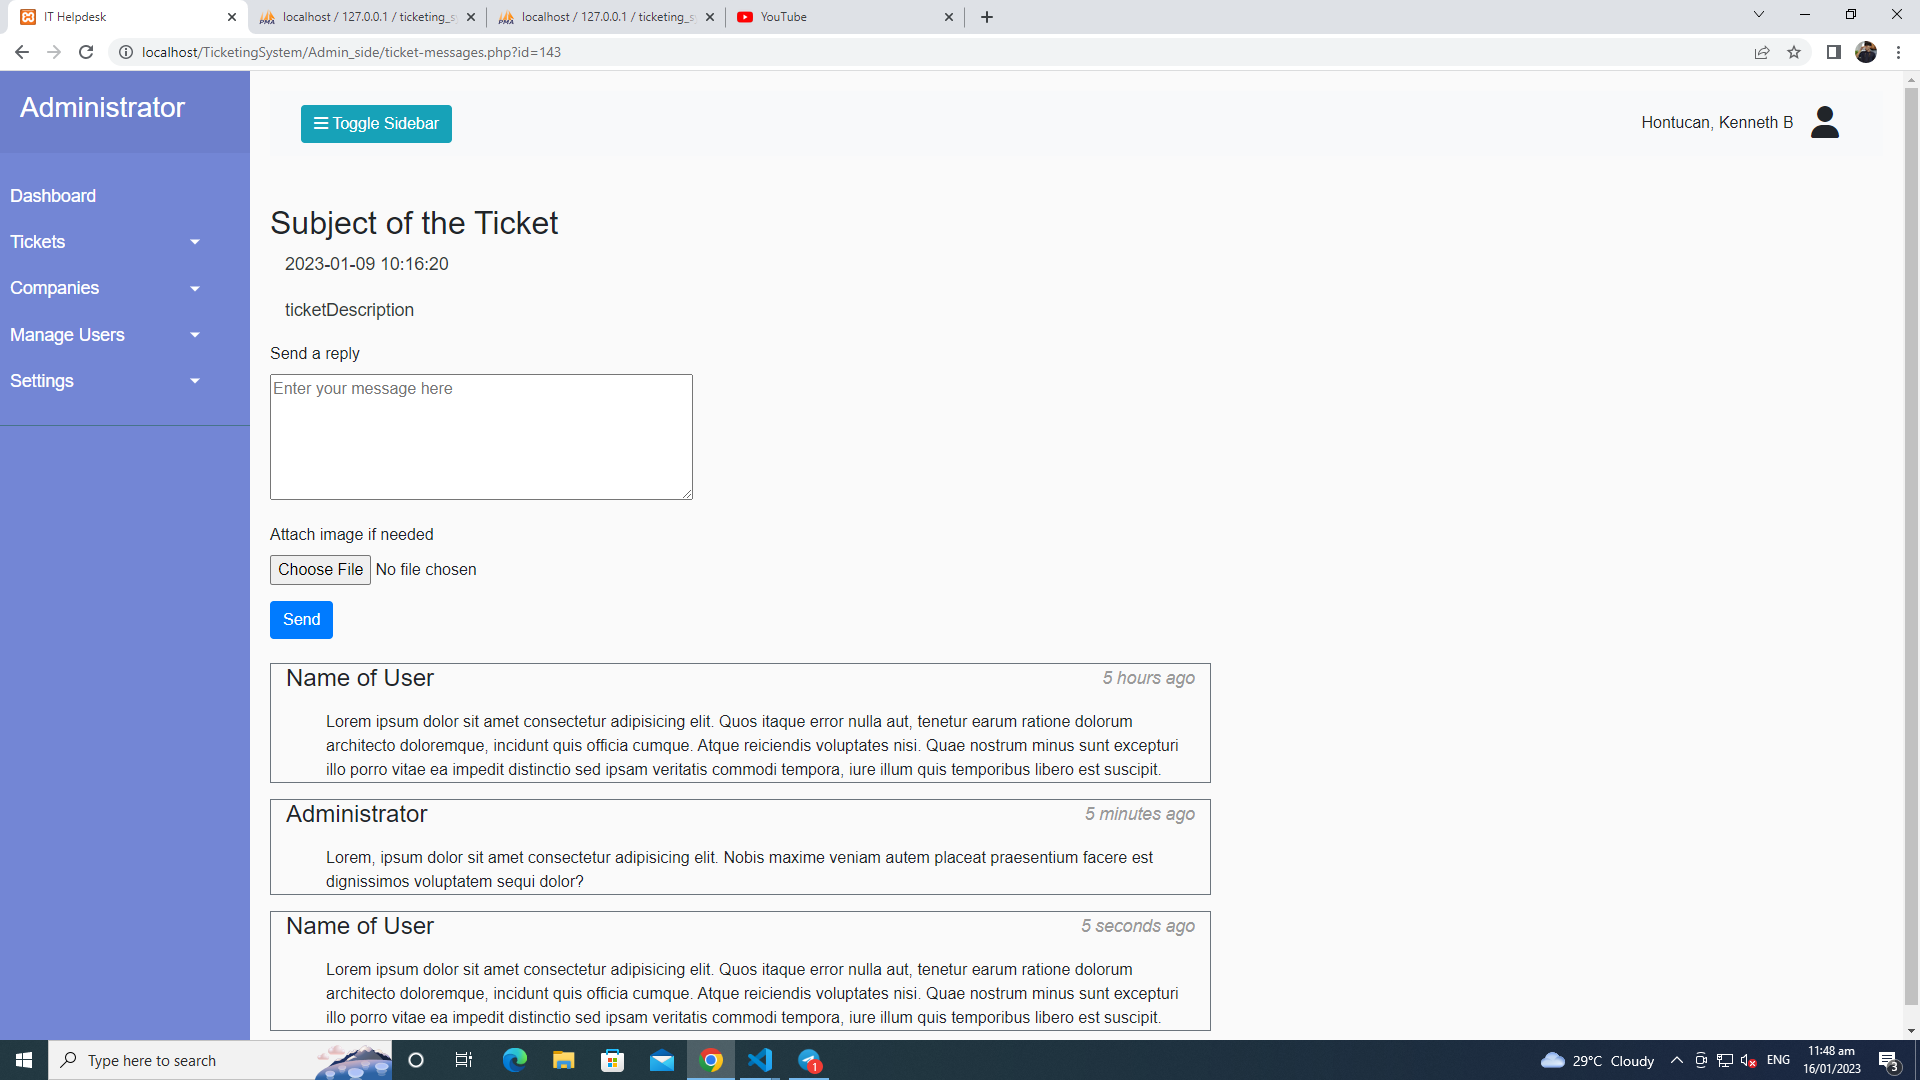 IT Helpdesk
localhost / 127.0.0.1 / ticketing_s
localhost / 127.0.0.1 / ticketing_s
YouTube
localhost/TicketingSystem/Admin_side/ticket-messages.php?id=143
Administrator
Toggle Sidebar
Hontucan, Kenneth B
Dashboard
Tickets
Companies
Manage Users
Settings
Subject of the Ticket
2023-01-09 10:16:20
ticketDescription
Send a reply
Enter your message here
Attach image if needed
Choose File No file chosen
Send
Name of User
5 hours ago
Lorem ipsum dolor sit amet consectetur adipisicing elit. Quos itaque error nulla aut, tenetur earum ratione dolorum
architecto doloremque, incidunt quis officia cumque. Atque reiciendis voluptates nisi. Quae nostrum minus sunt excepturi
illo porro vitae ea impedit distinctio sed ipsam veritatis commodi tempora, iure illum quis temporibus libero est suscipit.
Administrator
5 minutes ago
Lorem, ipsum dolor sit amet consectetur adipisicing elit. Nobis maxime veniam autem placeat praesentium facere est
dignissimos voluptatem sequi dolor?
Name of User
5 seconds ago
Lorem ipsum dolor sit amet consectetur adipisicing elit. Quos itaque error nulla aut, tenetur earum ratione dolorum
architecto doloremque, incidunt quis officia cumque. Atque reiciendis voluptates nisi. Quae nostrum minus sunt excepturi
illo porro vitae ea impedit distinctio sed ipsam veritatis commodi tempora, iure illum quis temporibus libero est suscipit.
Type here to search
1
29°C Cloudy
ENG
11:48 am
16/01/2023
3